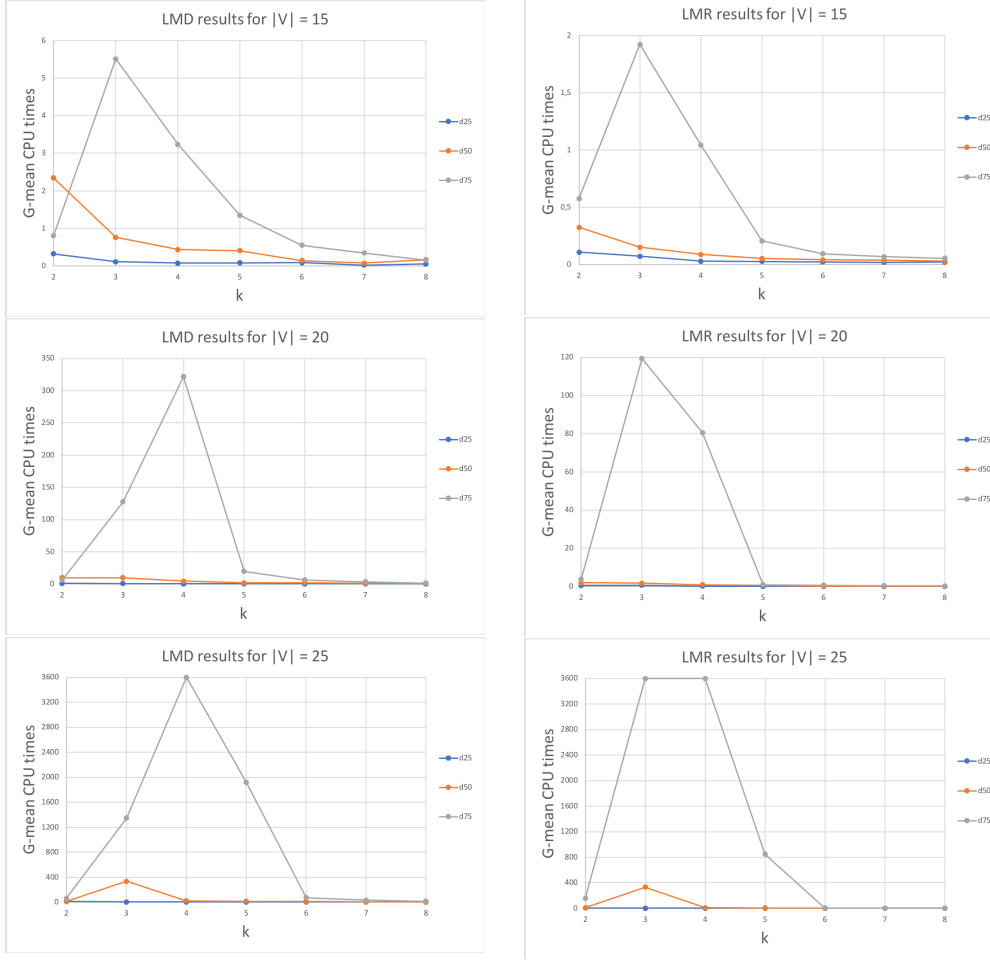 LMD results for |V| = 15
G-mean CPU times
6
5
4
3
2
1
0
2 3 4 5 6 7 8
k
d25
d50
d75
LMR results for |V| = 15
G-mean CPU times
2
1,5
1
0,5
0
2 3 4 5 6 7 8
k
d25
d50
d75
LMD results for |V| = 20
G-mean CPU times
350
300
250
200
150
100
50
0
2 3 4 5 6 7 8
k
d25
d50
d75
LMR results for |V| = 20
G-mean CPU times
120
100
80
60
40
20
0
2 3 4 5 6 7 8
k
d25
d50
d75
LMD results for |V| = 25
G-mean CPU times
3600
3200
2800
2400
2000
1600
1200
800
400
0
2 3 4 5 6 7 8
k
d25
d50
d75
LMR results for |V| = 25
G-mean CPU times
3600
3200
2800
2400
2000
1600
1200
800
400
0
2 3 4 5 6 7 8
k
d25
d50
d75